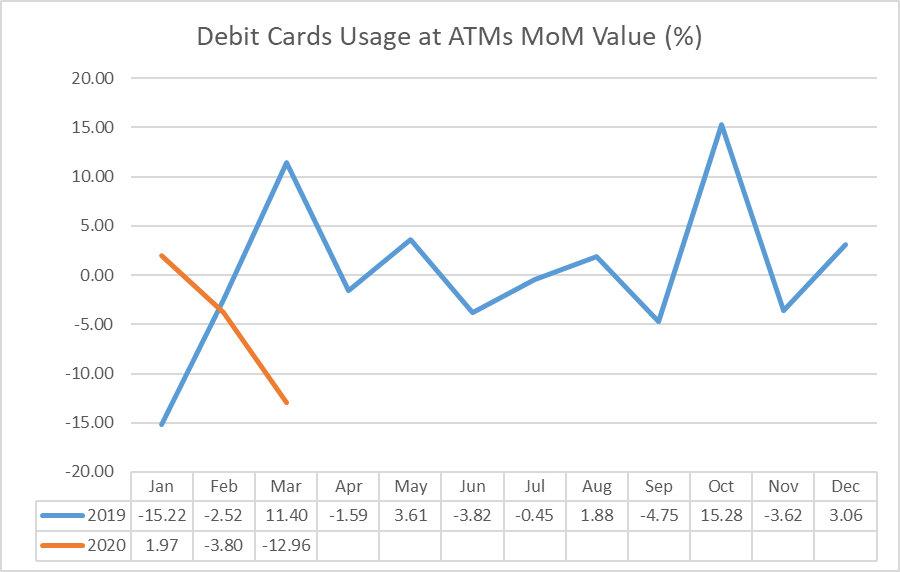 Debit Cards Usage at ATMs MoM Value (%)
20.00
15.00
10.00
5.00
0.00
-5.00
-10.00
-15.00
-20.00
Jan Feb Mar Apr May Jun Jul Aug Sep Oct Nov Dec
2019 -15.22 -2.52 11.40 -1.59 3.61 -3.82 -0.45 1.88 -4.75 15.28 -3.62 3.06
2020 1.97 -3.80 -12.96